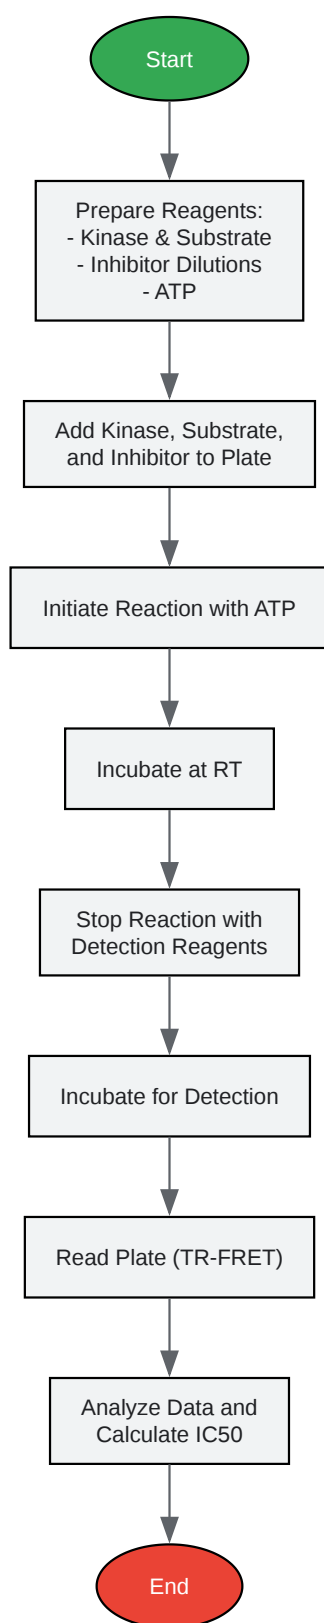 Start
Prepare Reagents:
- Kinase & Substrate
- Inhibitor Dilutions
- ATP
Add Kinase, Substrate,
and Inhibitor to Plate
Initiate Reaction with ATP
Incubate at RT
Stop Reaction with
Detection Reagents
Incubate for Detection
Read Plate (TR-FRET)
Analyze Data and
Calculate IC50
End